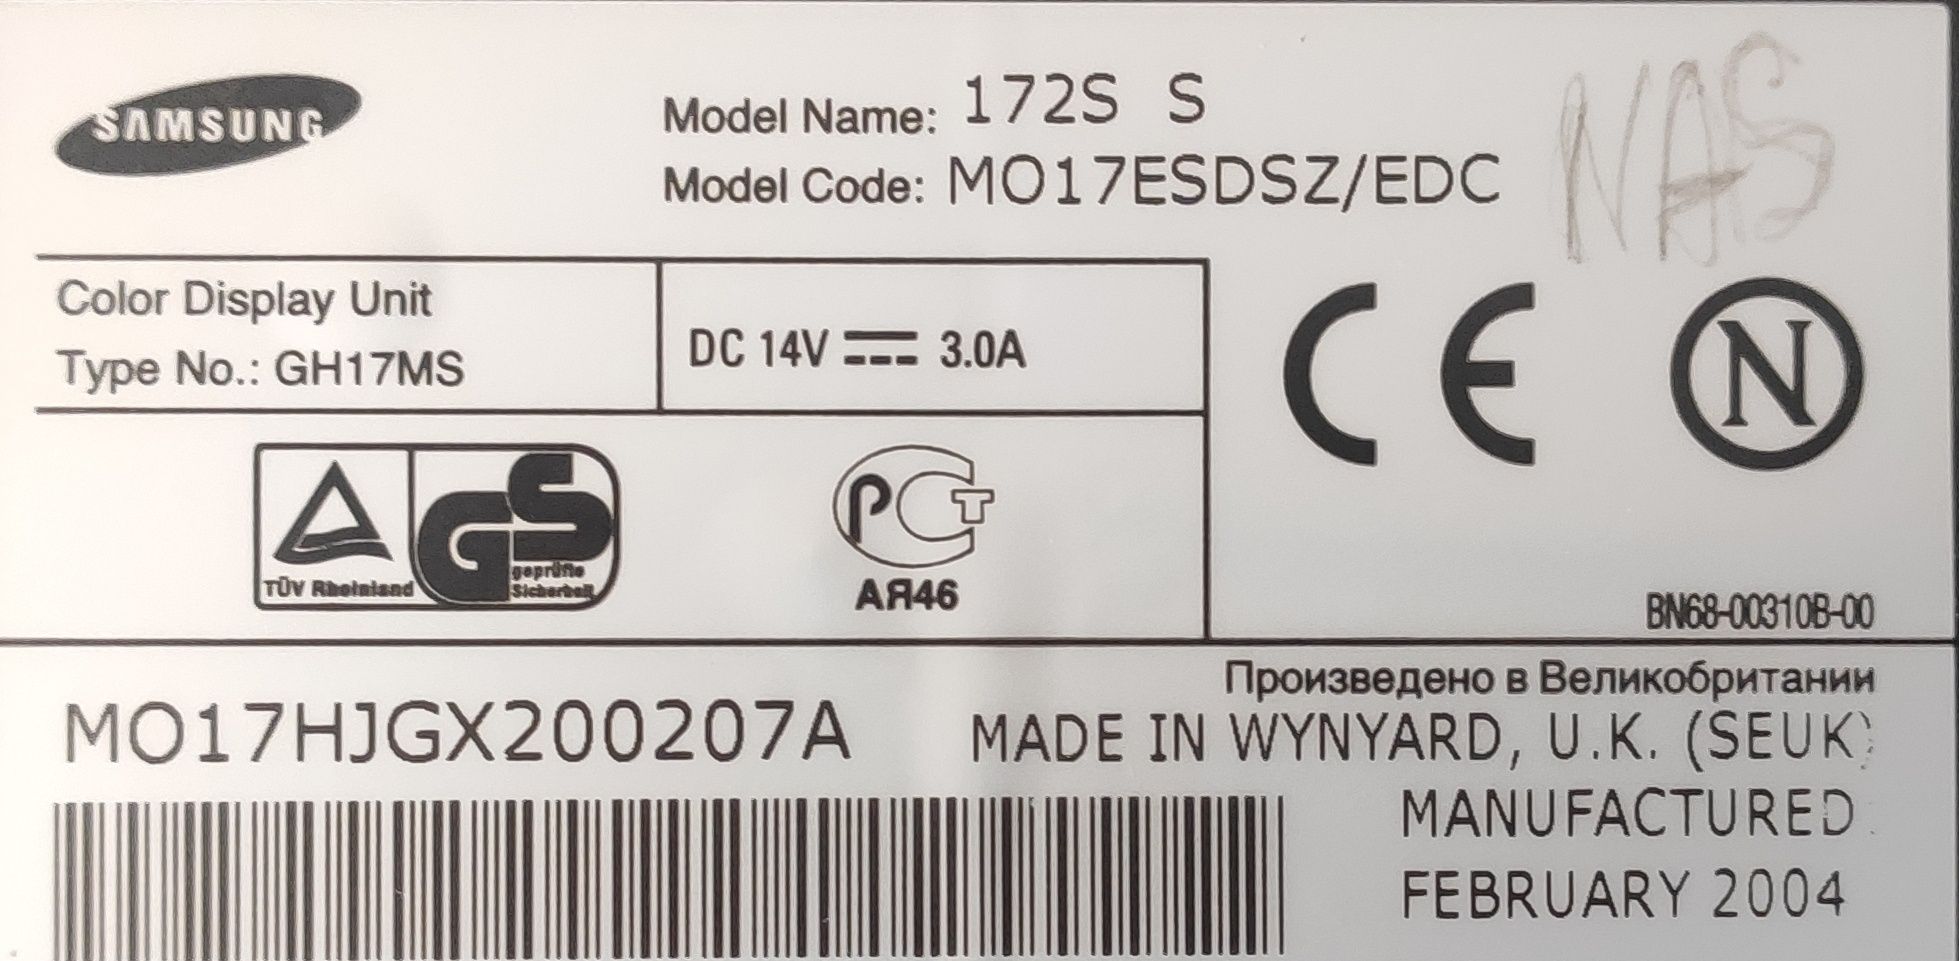 SAMSUNG
Model Name: 172S S
Model Code: MO17ESDSZ/EDC
NAS
Color Display Unit
Type No.: GH17MS
DC 14V 3.0A
CE N
TÜV Rheinland
GS
geprüfte
Sicherheit
РСТ
АЯ46
BN68-00310B-00
Произведено в Великобритании
MO17HJGX200207A
MADE IN WYNYARD, U.K. (SEUK)
MANUFACTURED
FEBRUARY 2004